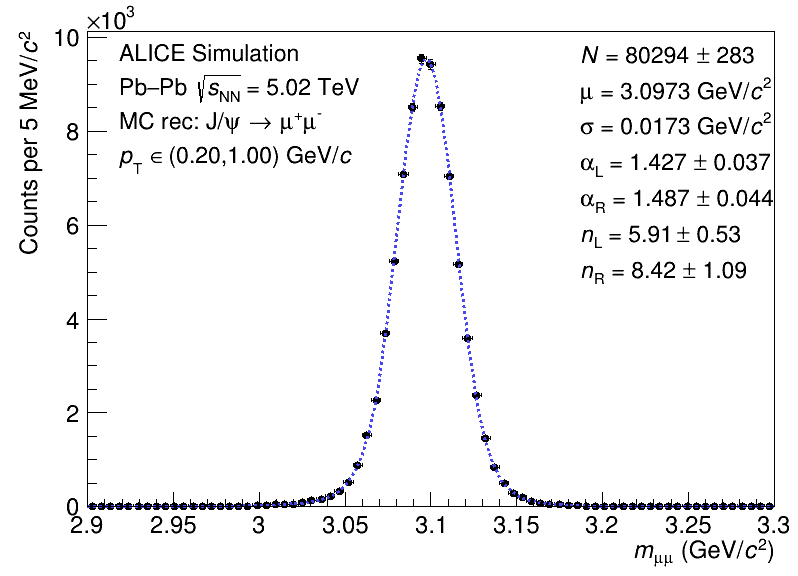 ×10³
Counts per 5 MeV/c²
10
8
6
4
2
0
ALICE Simulation
Pb–Pb √s_NN = 5.02 TeV
MC rec: J/ψ → μ⁺μ⁻
p_T ∈ (0.20,1.00) GeV/c
N = 80294 ± 283
μ = 3.0973 GeV/c²
σ = 0.0173 GeV/c²
α_L = 1.427 ± 0.037
α_R = 1.487 ± 0.044
n_L = 5.91 ± 0.53
n_R = 8.42 ± 1.09
2.9 2.95 3 3.05 3.1 3.15 3.2 3.25 3.3
m_μμ (GeV/c²)